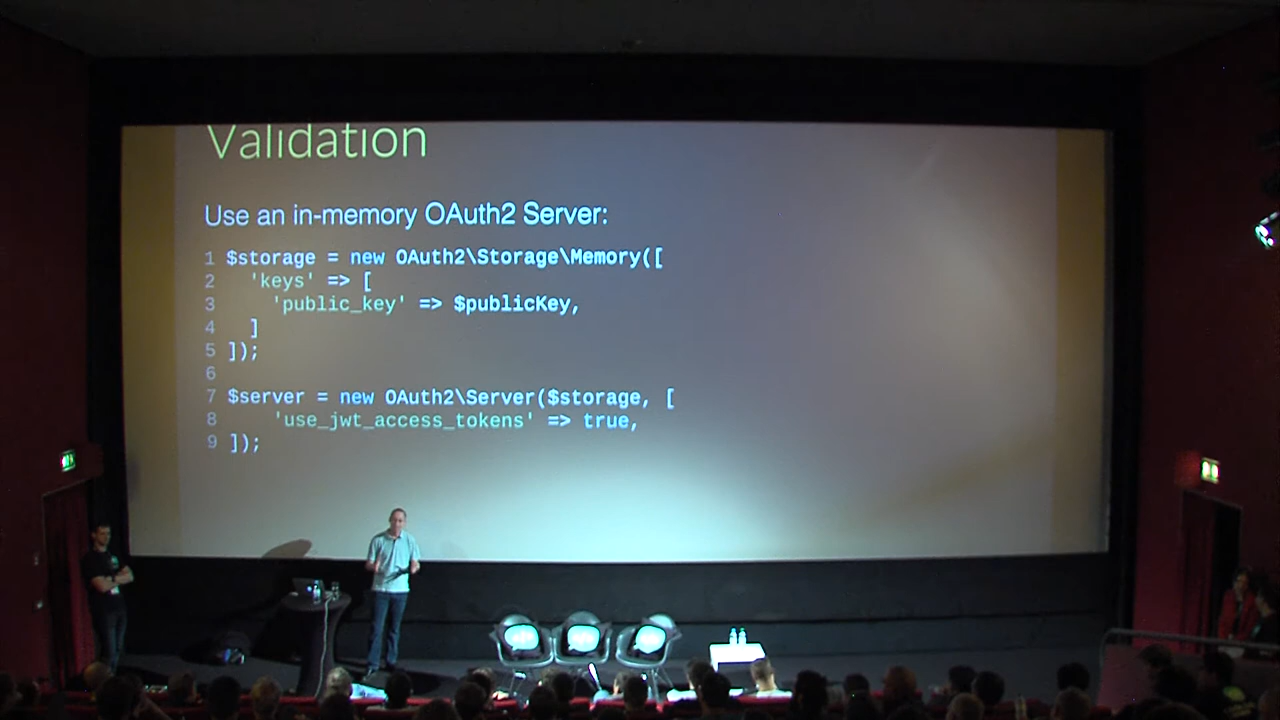 Validation
Use an in-memory OAuth2 Server:
1 $storage = new OAuth2\Storage\Memory([
2 'keys' => [
3 'public_key' => $publicKey,
4 ]
5 ]);
6
7 $server = new OAuth2\Server($storage, [
8 'use_jwt_access_tokens' => true,
9 ]);